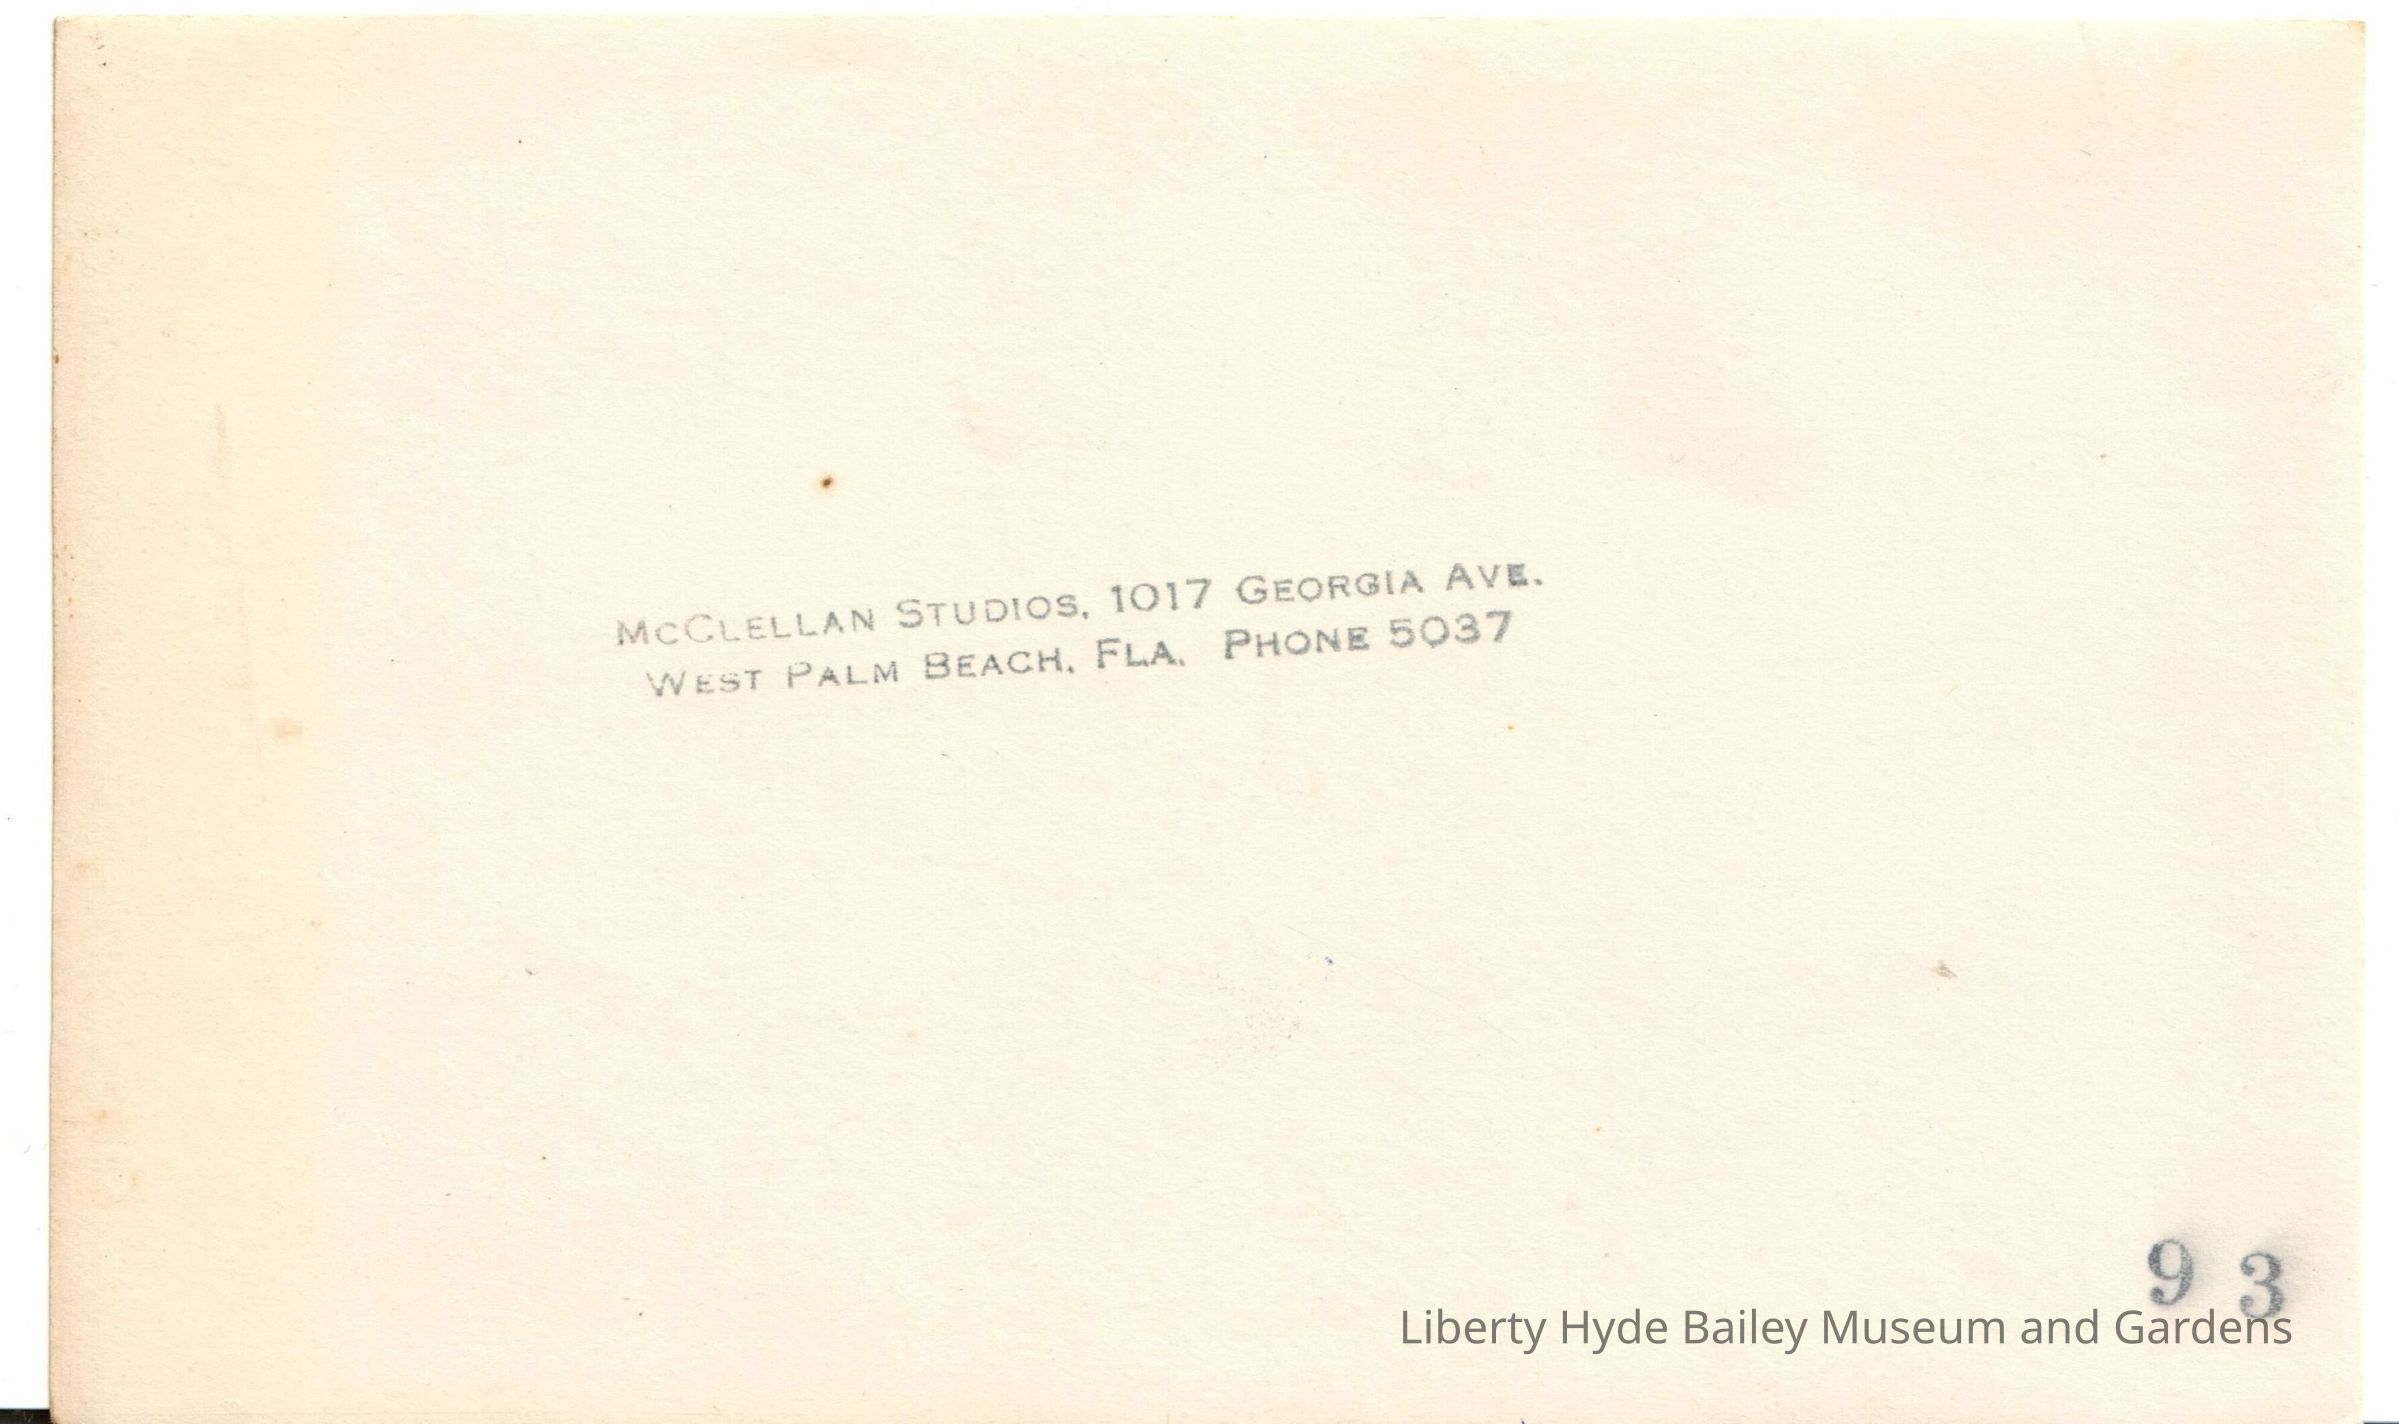 McClellan Studios, 1017 Georgia Ave.
West Palm Beach, Fla. Phone 5037
9 3
Liberty Hyde Bailey Museum and Gardens